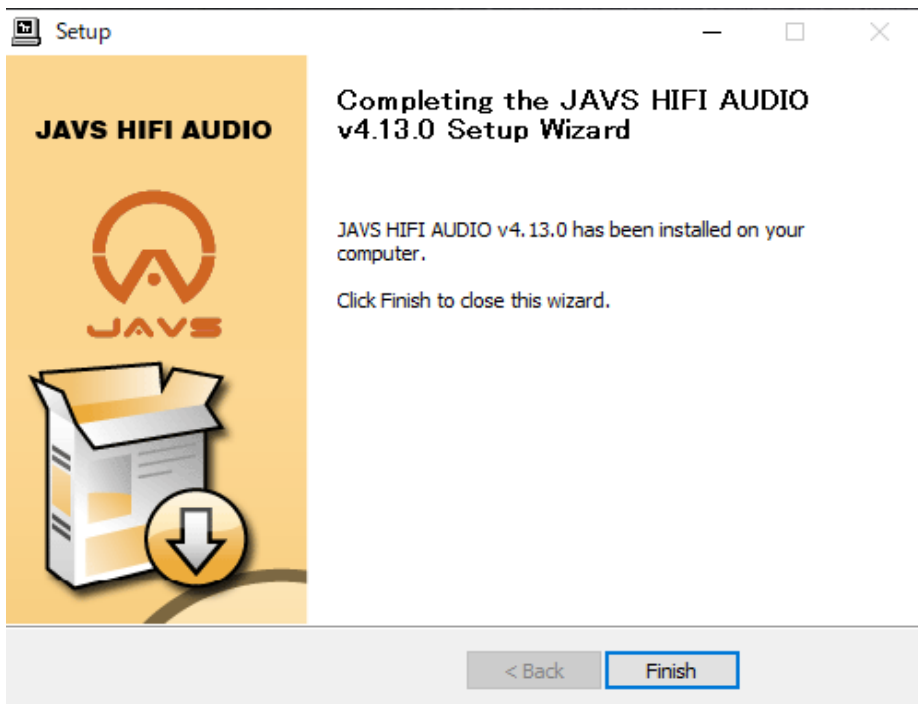 Setup
JAVS HIFI AUDIO
JAVS
Completing the JAVS HIFI AUDIO
v4.13.0 Setup Wizard
JAVS HIFI AUDIO v4.13.0 has been installed on your
computer.
Click Finish to close this wizard.
< Back
Finish